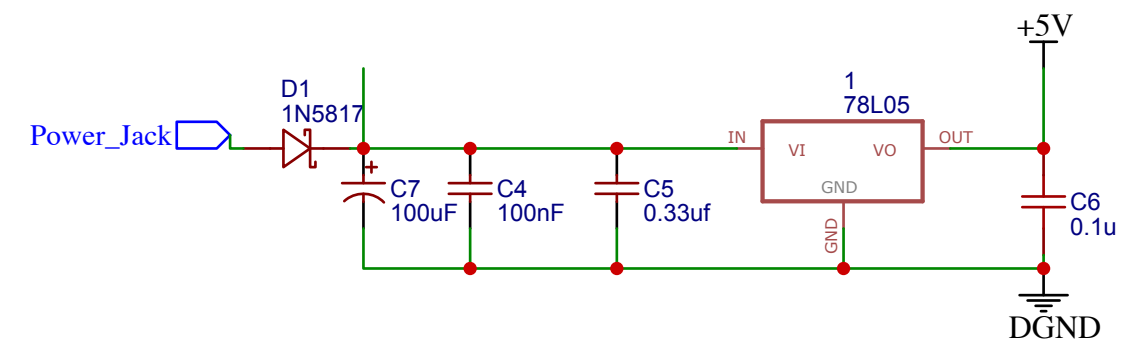 +5V
D1
1N5817
1
78L05
Power_Jack
IN
VI
VO
OUT
GND
GND
+
C7
100uF
C4
100nF
C5
0.33uf
C6
0.1u
DGND